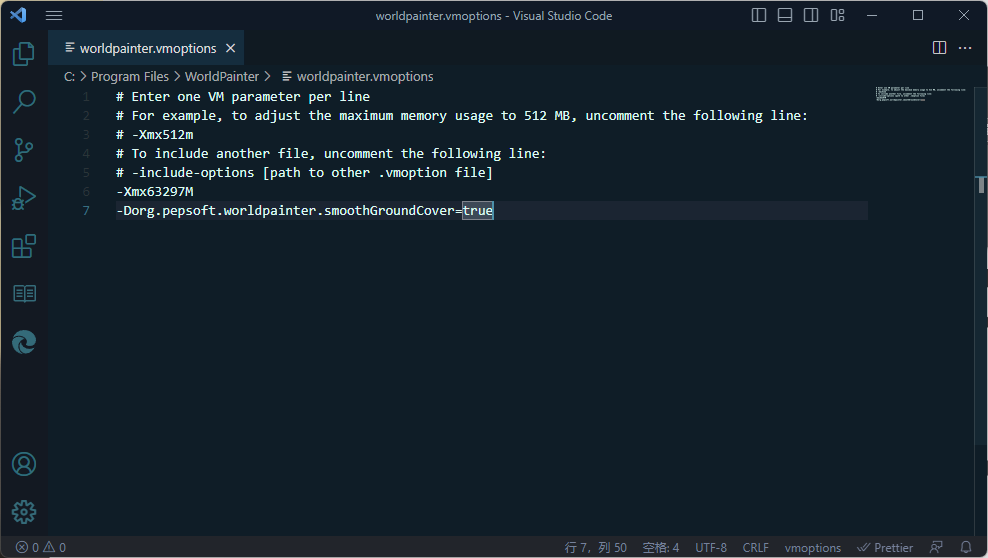 worldpainter.vmoptions - Visual Studio Code
worldpainter.vmoptions
C: > Program Files > WorldPainter > worldpainter.vmoptions
1 # Enter one VM parameter per line
2 # For example, to adjust the maximum memory usage to 512 MB, uncomment the following line:
3 # -Xmx512m
4 # To include another file, uncomment the following line:
5 # -include-options [path to other .vmoption file]
6 -Xmx63297M
7 -Dorg.pepsoft.worldpainter.smoothGroundCover=true
0 0 行 7，列 50 空格: 4 UTF-8 CRLF vmoptions Prettier